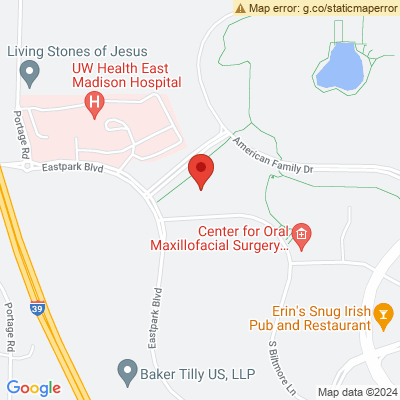 Map error: g.co/staticmaperror
Living Stones of Jesus
UW Health East
Madison Hospital
H
Portage Rd
American Family Dr
Eastpark Blvd
Center for Oral
Maxillofacial Surgery...
39
Portage Rd
Eastpark Blvd
Erin's Snug Irish
Pub and Restaurant
S Biltmore Ln
Baker Tilly US, LLP
Google
Map data ©2024